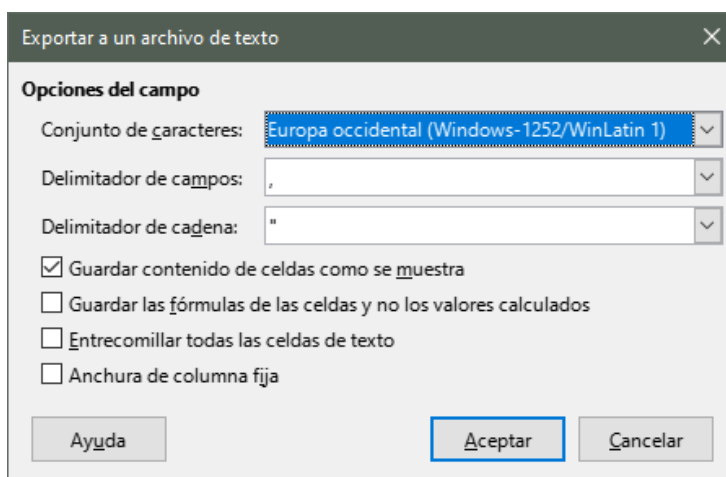 Exportar a un archivo de texto
Opciones del campo
Conjunto de caracteres: Europa occidental (Windows-1252/WinLatin 1)
Delimitador de campos: ,
Delimitador de cadena: "
Guardar contenido de celdas como se muestra
Guardar las fórmulas de las celdas y no los valores calculados
Entrecomillar todas las celdas de texto
Anchura de columna fija
Ayuda Aceptar Cancelar